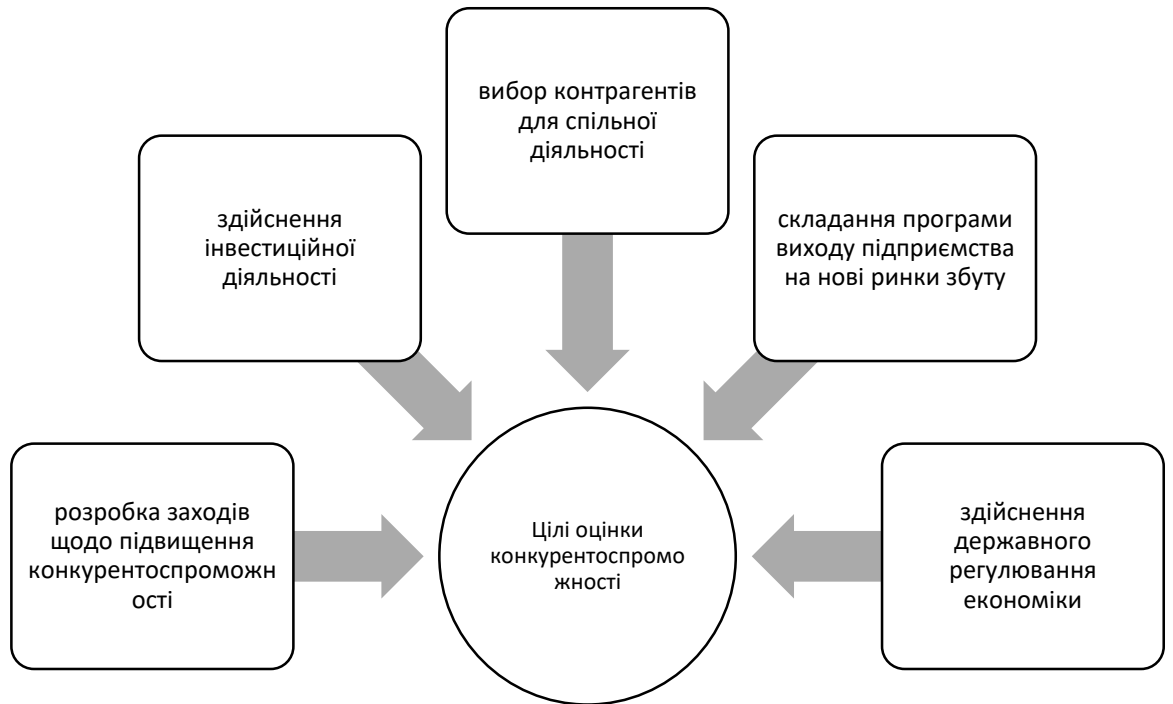 вибор контрагентів
для спільної
діяльності
здійснення
інвестиційної
діяльності
складання програми
виходу підприємства
на нові ринки збуту
розробка заходів
щодо підвищення
конкурентоспроможн
ості
Цілі оцінки
конкурентоспромо
жності
здійснення
державного
регулювання
економіки